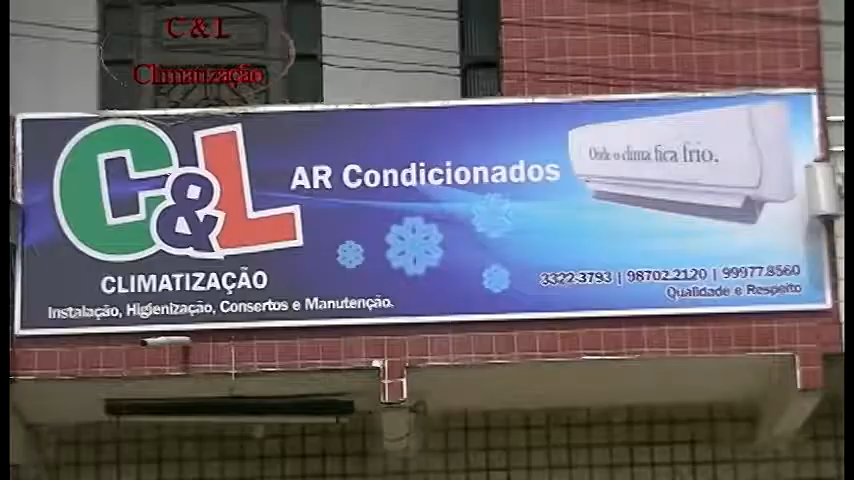 C & L
Climatização
C&L
AR Condicionados
Onde o clima fica frio.
CLIMATIZAÇÃO
Instalação, Higienização, Consertos e Manutenção.
3322.3793 | 98702.2120 | 99977.8560
Qualidade e Respeito